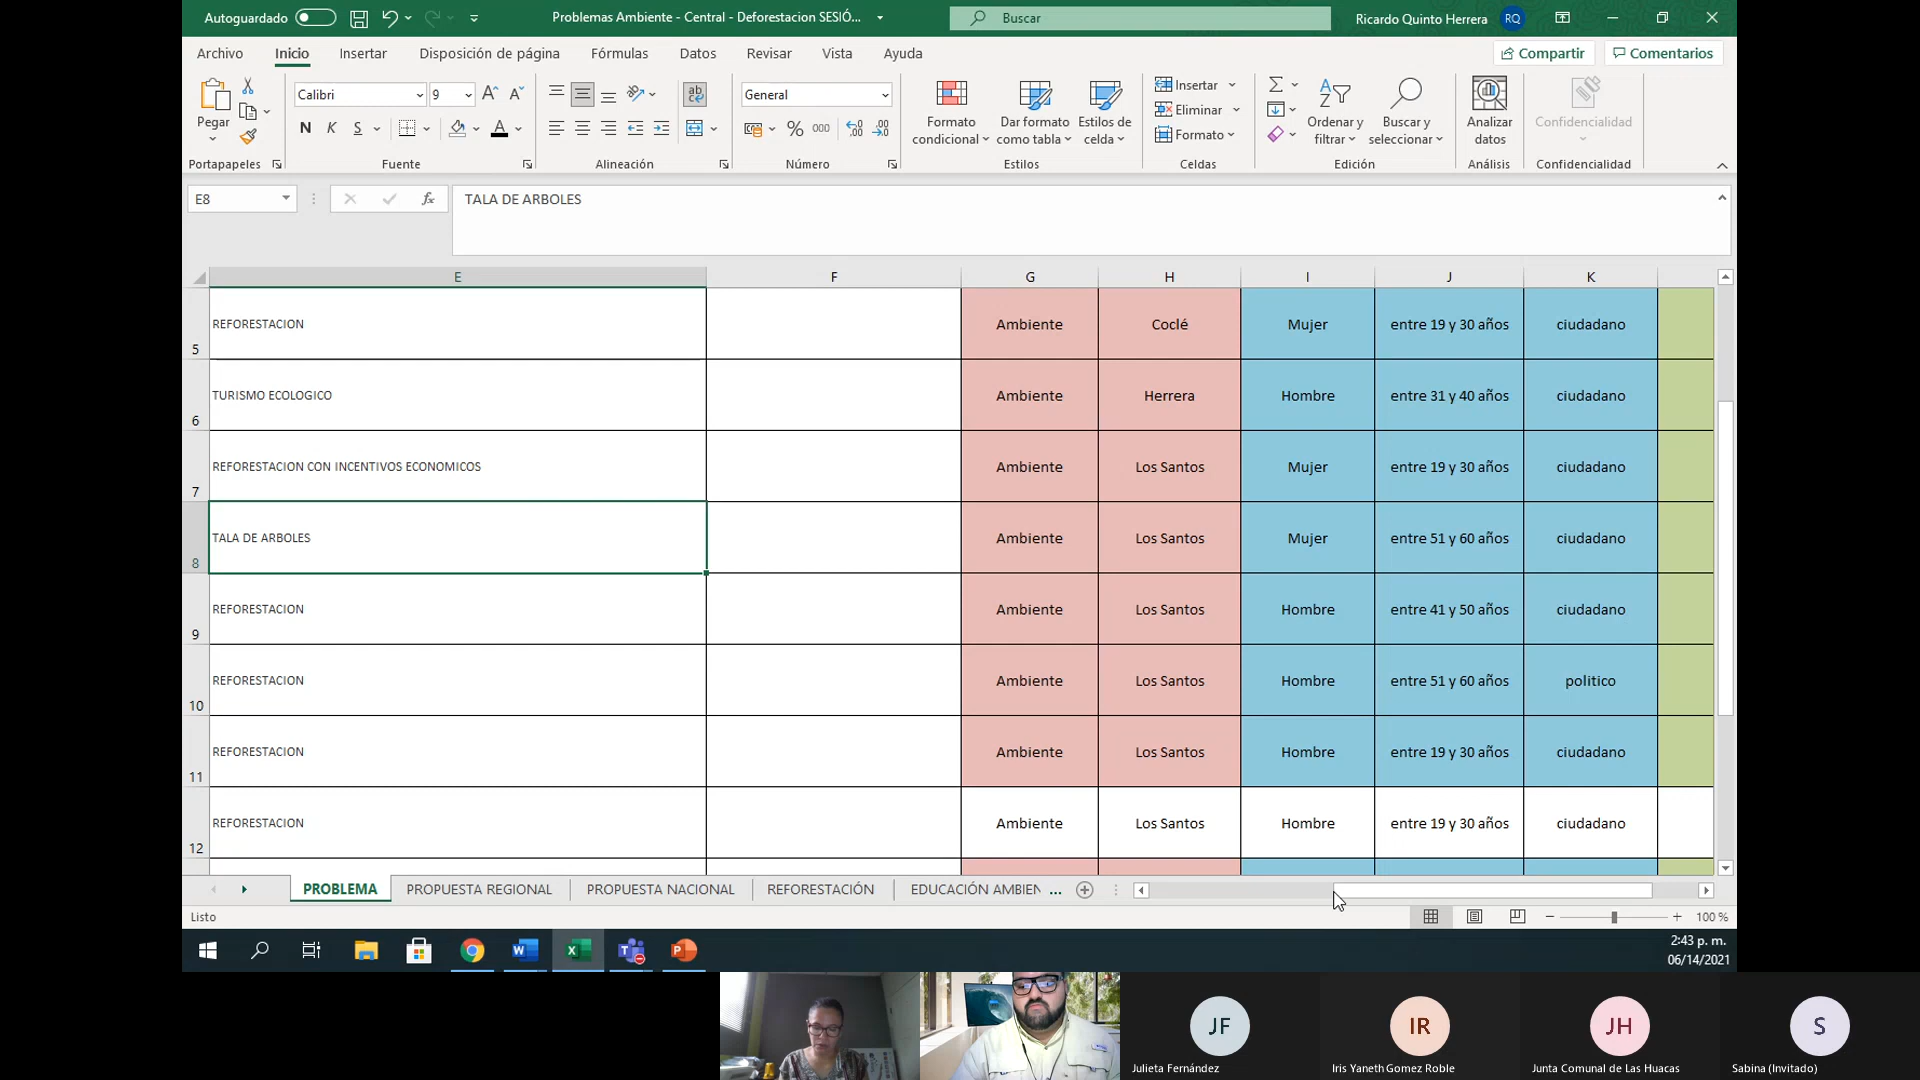 Autoguardado
Problemas Ambiente - Central - Deforestacion SESIÓ...
Buscar
Ricardo Quinto Herrera
RQ
Archivo Inicio Insertar Disposición de página Fórmulas Datos Revisar Vista Ayuda
Compartir
Comentarios
Pegar
Calibri
9
N K S
General
Formato condicional
Dar formato como tabla
Estilos de celda
Insertar
Eliminar
Formato
Ordenar y filtrar
Buscar y seleccionar
Analizar datos
Confidencialidad
Portapapeles Fuente Alineación Número Estilos Celdas Edición Análisis Confidencialidad
E8
fx
TALA DE ARBOLES
E F G H I J K
5 REFORESTACION Ambiente Coclé Mujer entre 19 y 30 años ciudadano
6 TURISMO ECOLOGICO Ambiente Herrera Hombre entre 31 y 40 años ciudadano
7 REFORESTACION CON INCENTIVOS ECONOMICOS Ambiente Los Santos Mujer entre 19 y 30 años ciudadano
8 TALA DE ARBOLES Ambiente Los Santos Mujer entre 51 y 60 años ciudadano
9 REFORESTACION Ambiente Los Santos Hombre entre 41 y 50 años ciudadano
10 REFORESTACION Ambiente Los Santos Hombre entre 51 y 60 años politico
11 REFORESTACION Ambiente Los Santos Hombre entre 19 y 30 años ciudadano
12 REFORESTACION Ambiente Los Santos Hombre entre 19 y 30 años ciudadano
PROBLEMA PROPUESTA REGIONAL PROPUESTA NACIONAL REFORESTACIÓN EDUCACIÓN AMBIEN ...
Listo
100 %
2:43 p. m.
06/14/2021
JF IR JH S
Julieta Fernández
Iris Yaneth Gomez Roble
Junta Comunal de Las Huacas
Sabina (Invitado)